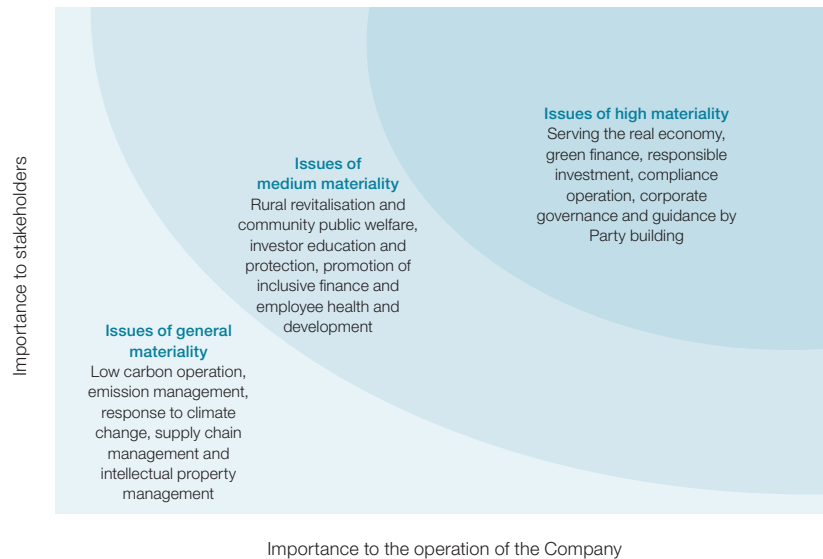 Importance to stakeholders
Issues of high materiality
Serving the real economy,
green finance, responsible
investment, compliance
operation, corporate
governance and guidance by
Party building
Issues of
medium materiality
Rural revitalisation and
community public welfare,
investor education and
protection, promotion of
inclusive finance and
employee health and
development
Issues of general
materiality
Low carbon operation,
emission management,
response to climate
change, supply chain
management and
intellectual property
management
Importance to the operation of the Company